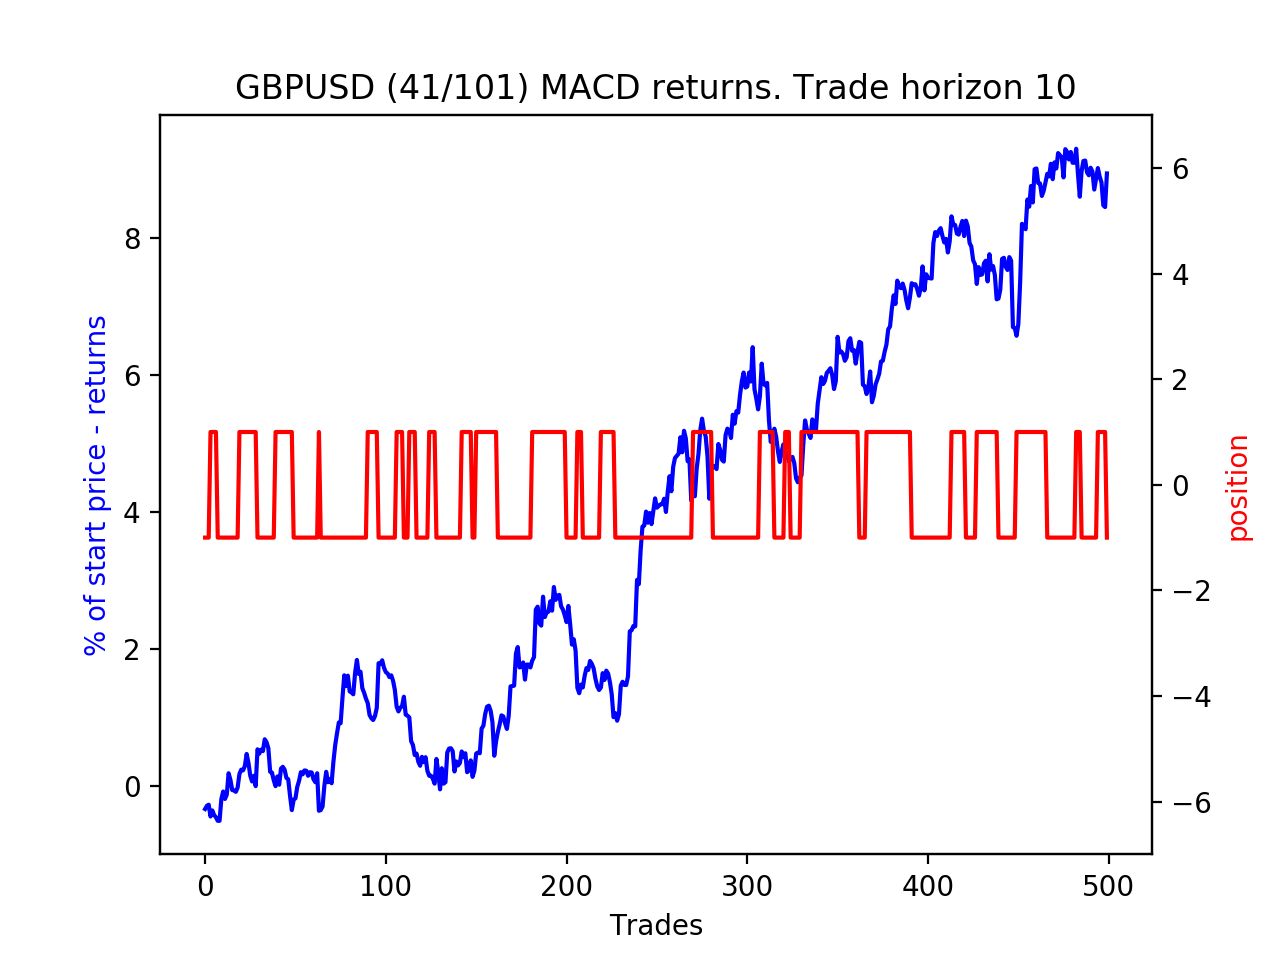 GBPUSD (41/101) MACD returns. Trade horizon 10
% of start price - returns
8
6
4
2
0
6
4
2
0
−2
−4
−6
position
0 100 200 300 400 500
Trades